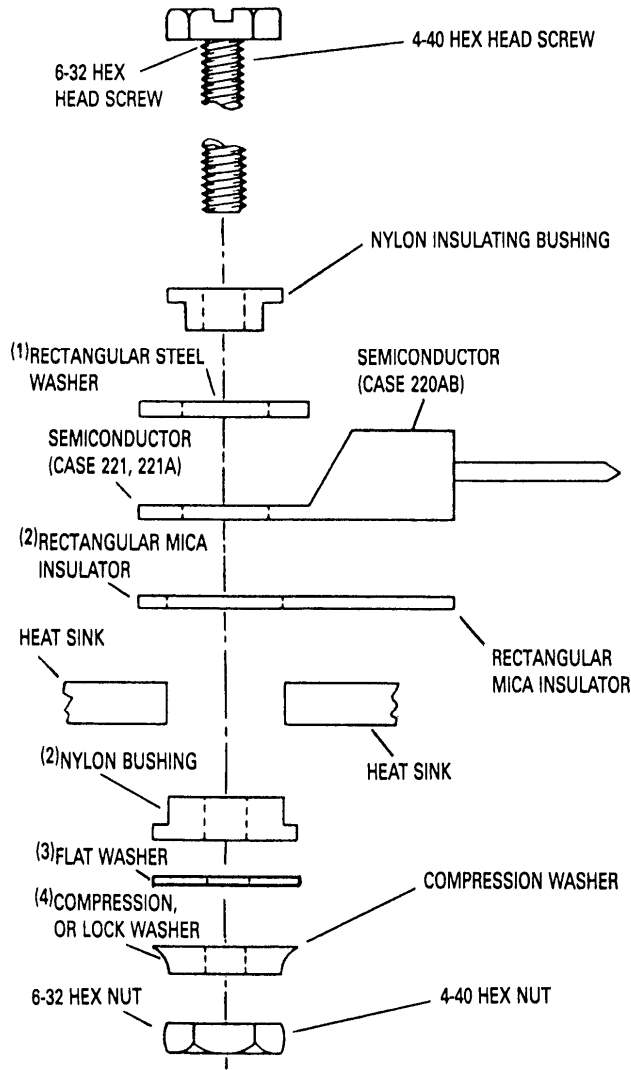 4-40 HEX HEAD SCREW
6-32 HEX
HEAD SCREW
NYLON INSULATING BUSHING
(1)RECTANGULAR STEEL
WASHER
SEMICONDUCTOR
(CASE 220AB)
SEMICONDUCTOR
(CASE 221, 221A)
(2)RECTANGULAR MICA
INSULATOR
HEAT SINK
RECTANGULAR
MICA INSULATOR
(2)NYLON BUSHING
HEAT SINK
(3)FLAT WASHER
COMPRESSION WASHER
(4)COMPRESSION,
OR LOCK WASHER
6-32 HEX NUT
4-40 HEX NUT